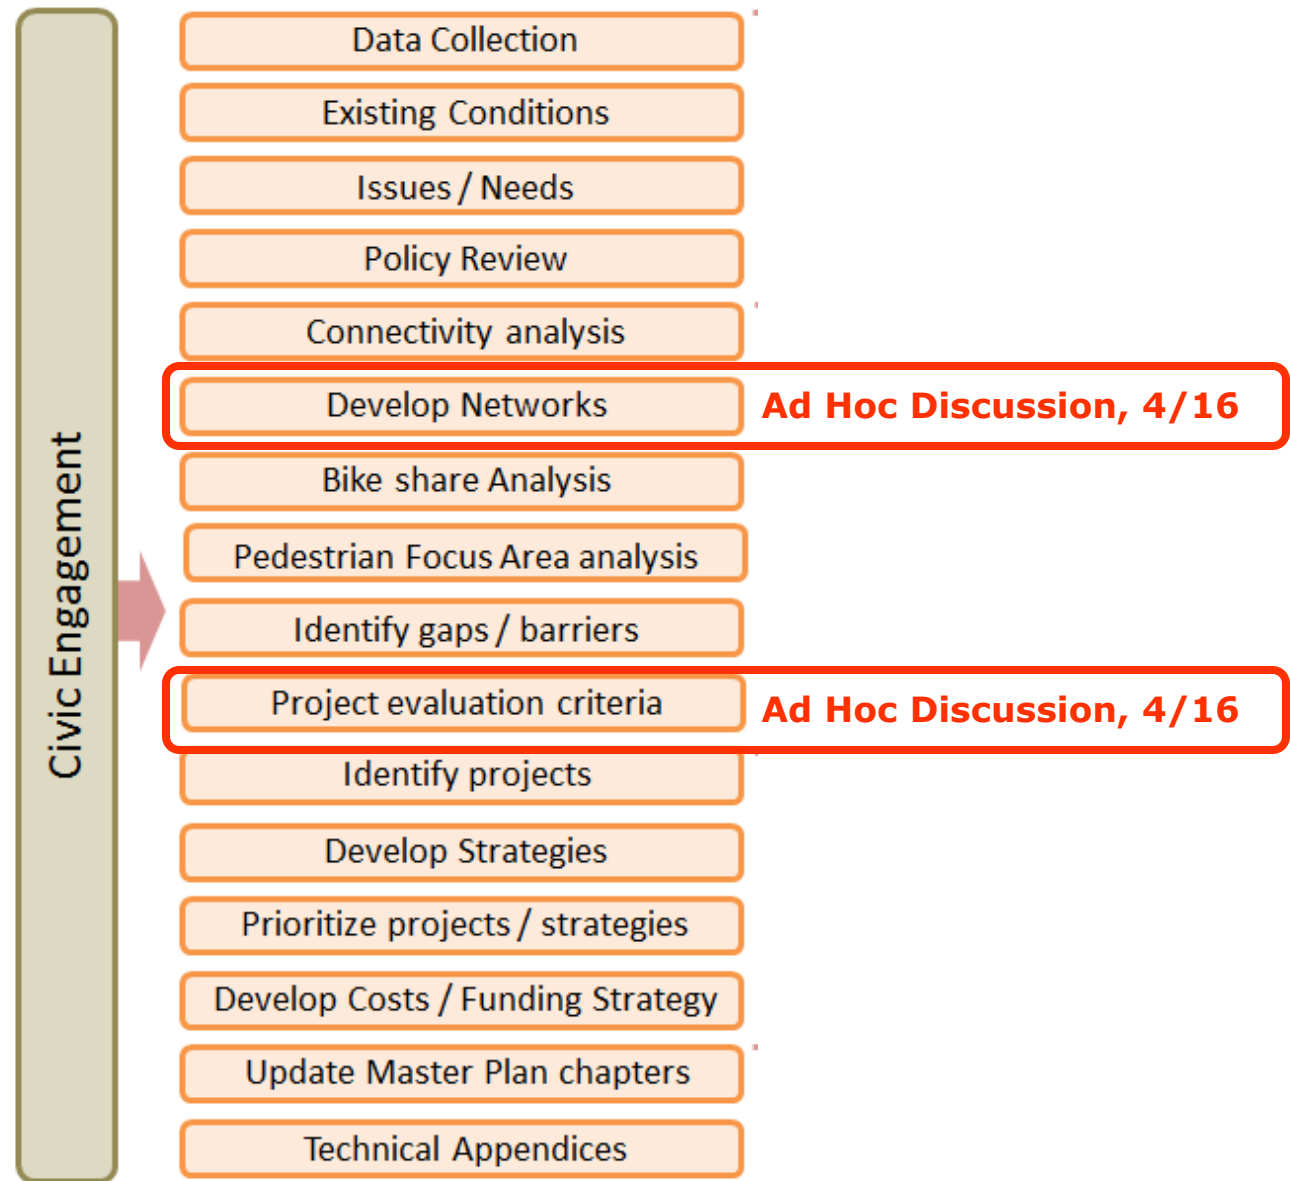 Civic Engagement
Data Collection
Existing Conditions
Issues / Needs
Policy Review
Connectivity analysis
Develop Networks
Ad Hoc Discussion, 4/16
Bike share Analysis
Pedestrian Focus Area analysis
Identify gaps / barriers
Project evaluation criteria
Ad Hoc Discussion, 4/16
Identify projects
Develop Strategies
Prioritize projects / strategies
Develop Costs / Funding Strategy
Update Master Plan chapters
Technical Appendices